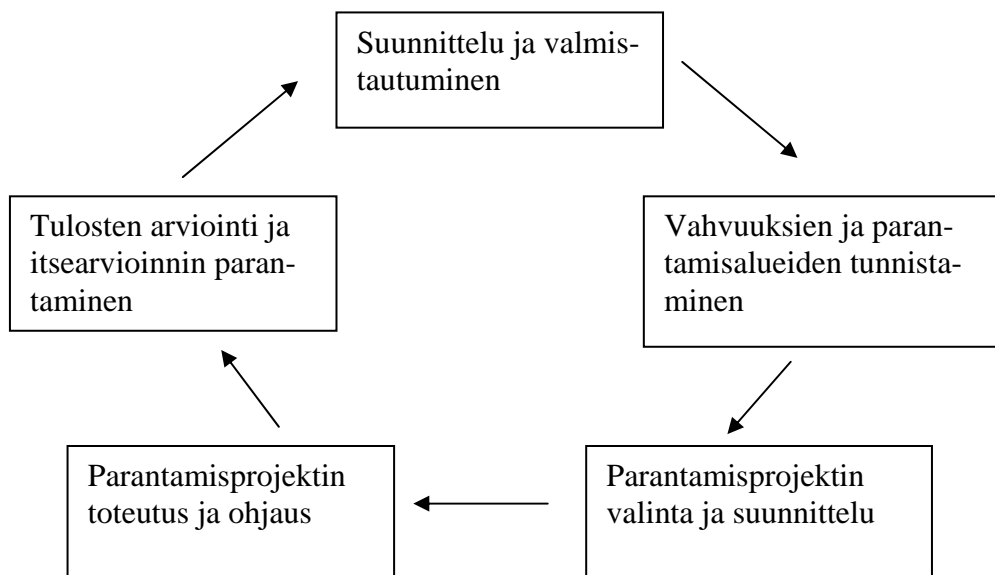 Suunnittelu ja valmis-
tautuminen
Vahvuuksien ja paran-
tamisalueiden tunnista-
minen
Parantamisprojektin
valinta ja suunnittelu
Parantamisprojektin
toteutus ja ohjaus
Tulosten arviointi ja
itsearvioinnin paran-
taminen